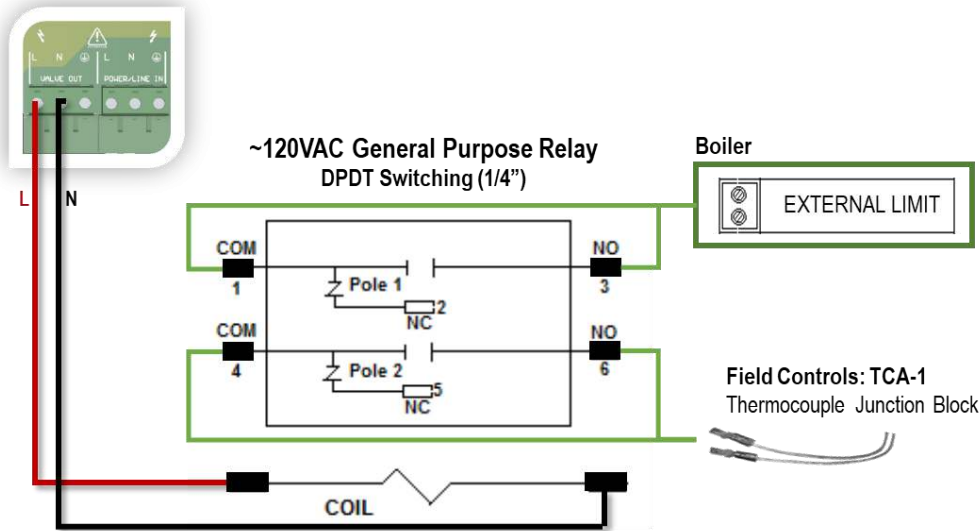 L N L N
VALVE OUT POWER/LINE IN
~120VAC General Purpose Relay
DPDT Switching (1/4”)
Boiler
EXTERNAL LIMIT
L N
COM
1
Pole 1
2
NC
NO
3
COM
4
Pole 2
5
NC
NO
6
Field Controls: TCA-1
Thermocouple Junction Block
COIL